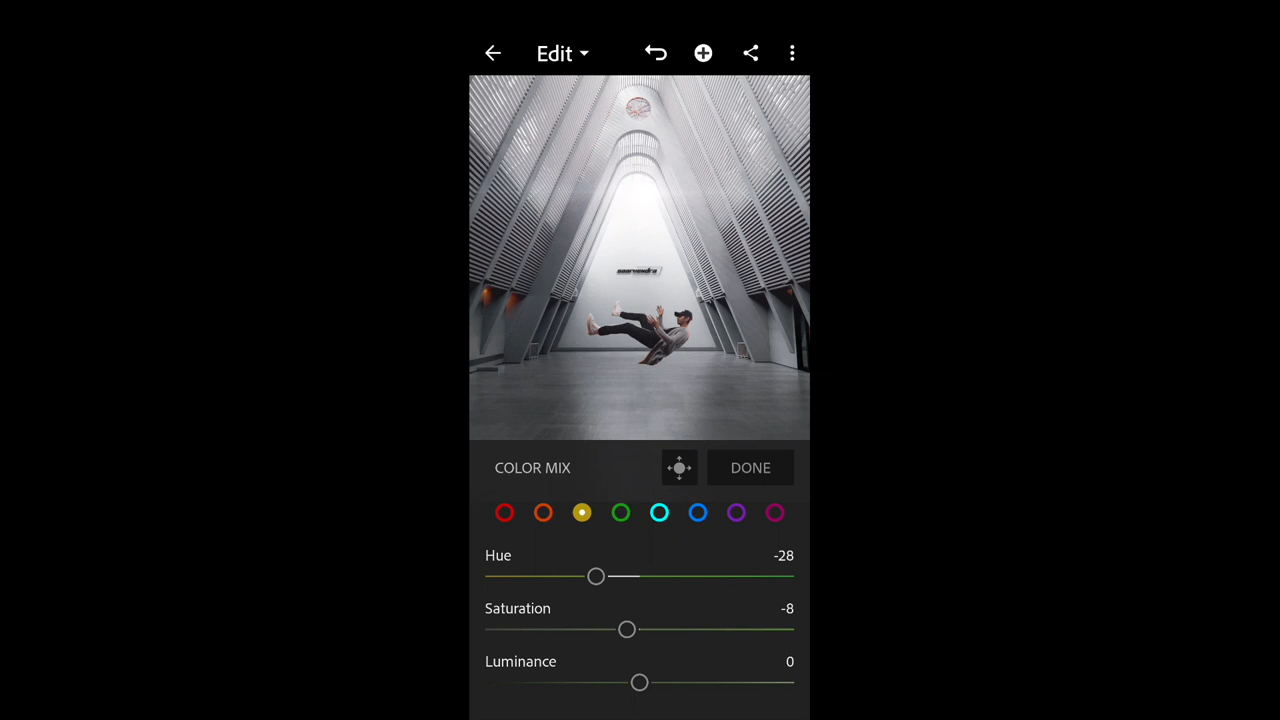 Edit
COLOR MIX
DONE
Hue
-28
Saturation
-8
Luminance
0